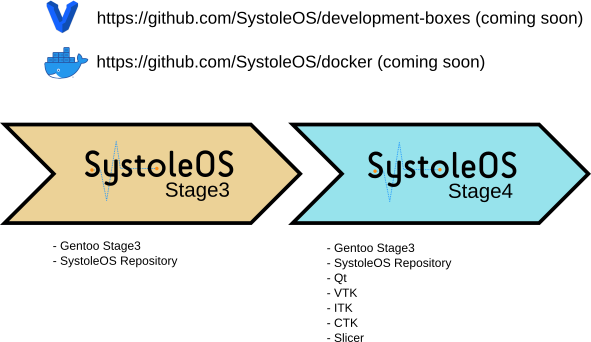 https://github.com/SystoleOS/development-boxes (coming soon)
https://github.com/SystoleOS/docker (coming soon)
SystoleOS
Stage3
SystoleOS
Stage4
- Gentoo Stage3
- SystoleOS Repository
- Gentoo Stage3
- SystoleOS Repository
- Qt
- VTK
- ITK
- CTK
- Slicer